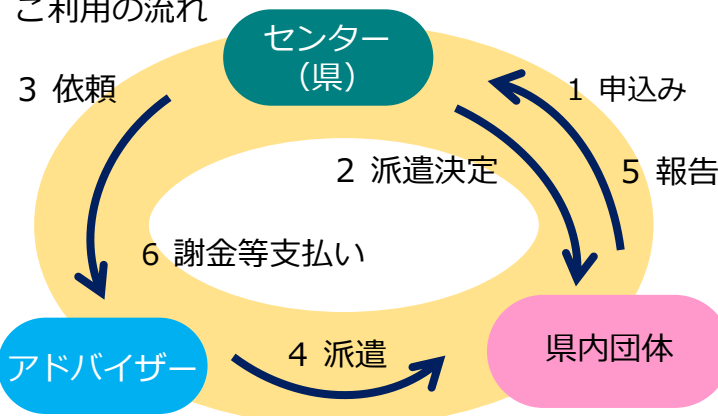 ご利用の流れ
センター
（県）
3 依頼
1 申込み
2 派遣決定
5 報告
6 謝金等支払い
アドバイザー
4 派遣
県内団体